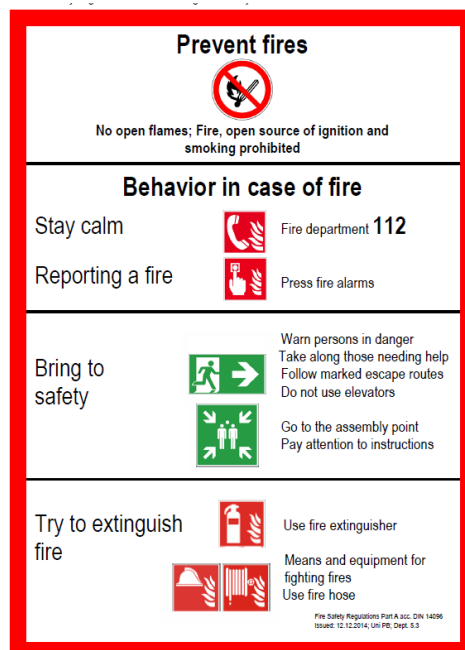 Prevent fires
No open flames; Fire, open source of ignition and
smoking prohibited
Behavior in case of fire
Stay calm
Fire department 112
Reporting a fire
Press fire alarms
Bring to
safety
Warn persons in danger
Take along those needing help
Follow marked escape routes
Do not use elevators
Go to the assembly point
Pay attention to instructions
Try to extinguish
fire
Use fire extinguisher
Means and equipment for
fighting fires
Use fire hose
Fire Safety Regulations Part A acc. DIN 14096
Issued: 12.12.2014; Uni PB; Dept. 5.3